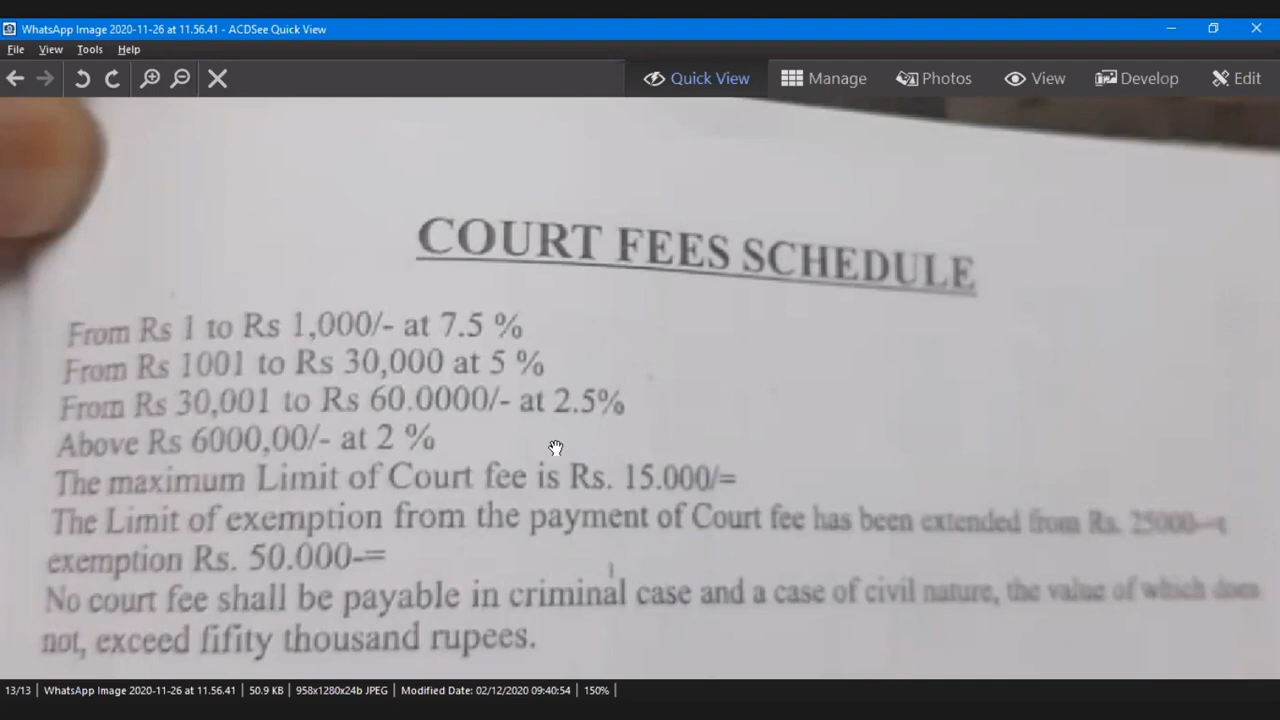 WhatsApp Image 2020-11-26 at 11.56.41 - ACDSee Quick View
File View Tools Help
Quick View Manage Photos View Develop Edit
COURT FEES SCHEDULE
From Rs 1 to Rs 1,000/- at 7.5 %
From Rs 1001 to Rs 30,000 at 5 %
From Rs 30,001 to Rs 60.0000/- at 2.5%
Above Rs 6000,00/- at 2 %
The maximum Limit of Court fee is Rs. 15.000/=
The Limit of exemption from the payment of Court fee has been extended from Rs. 25000-
exemption Rs. 50.000-=
No court fee shall be payable in criminal case and a case of civil nature, the value of which does
not, exceed fifity thousand rupees.
13/13 WhatsApp Image 2020-11-26 at 11.56.41 50.9 KB 958x1280x24b JPEG Modified Date: 02/12/2020 09:40:54 150%